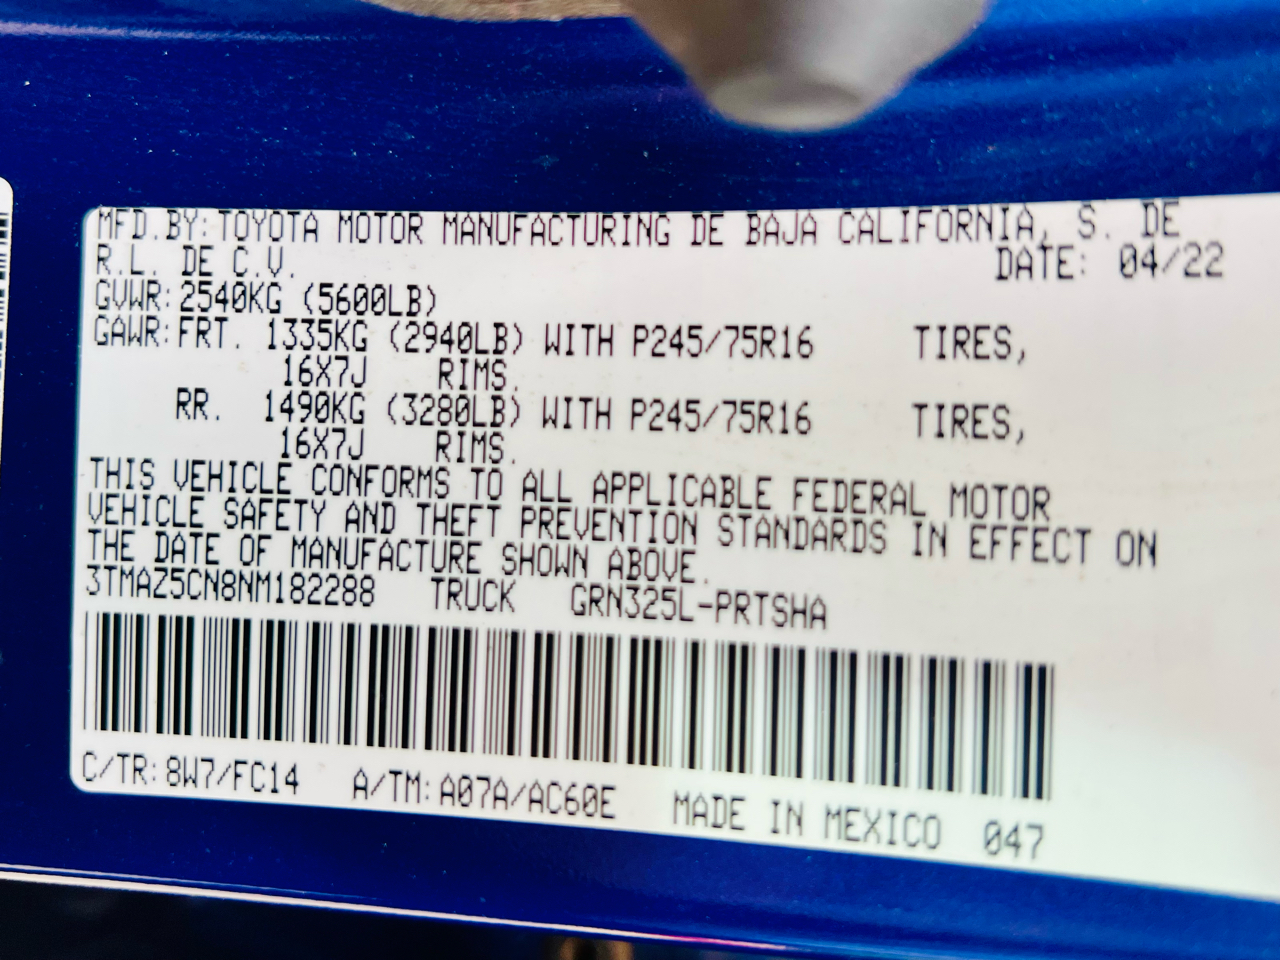 MFD.BY:TOYOTA MOTOR MANUFACTURING DE BAJA CALIFORNIA, S. DE
R.L. DE C.V. DATE: 04/22
GVWR:2540KG (5600LB)
GAWR:FRT. 1335KG (2940LB) WITH P245/75R16 TIRES,
16X7J RIMS.
RR. 1490KG (3280LB) WITH P245/75R16 TIRES,
16X7J RIMS.
THIS VEHICLE CONFORMS TO ALL APPLICABLE FEDERAL MOTOR
VEHICLE SAFETY AND THEFT PREVENTION STANDARDS IN EFFECT ON
THE DATE OF MANUFACTURE SHOWN ABOVE.
3TMAZ5CN8NM182288 TRUCK GRN325L-PRTSHA
C/TR:8W7/FC14 A/TM:A07A/AC60E MADE IN MEXICO 047